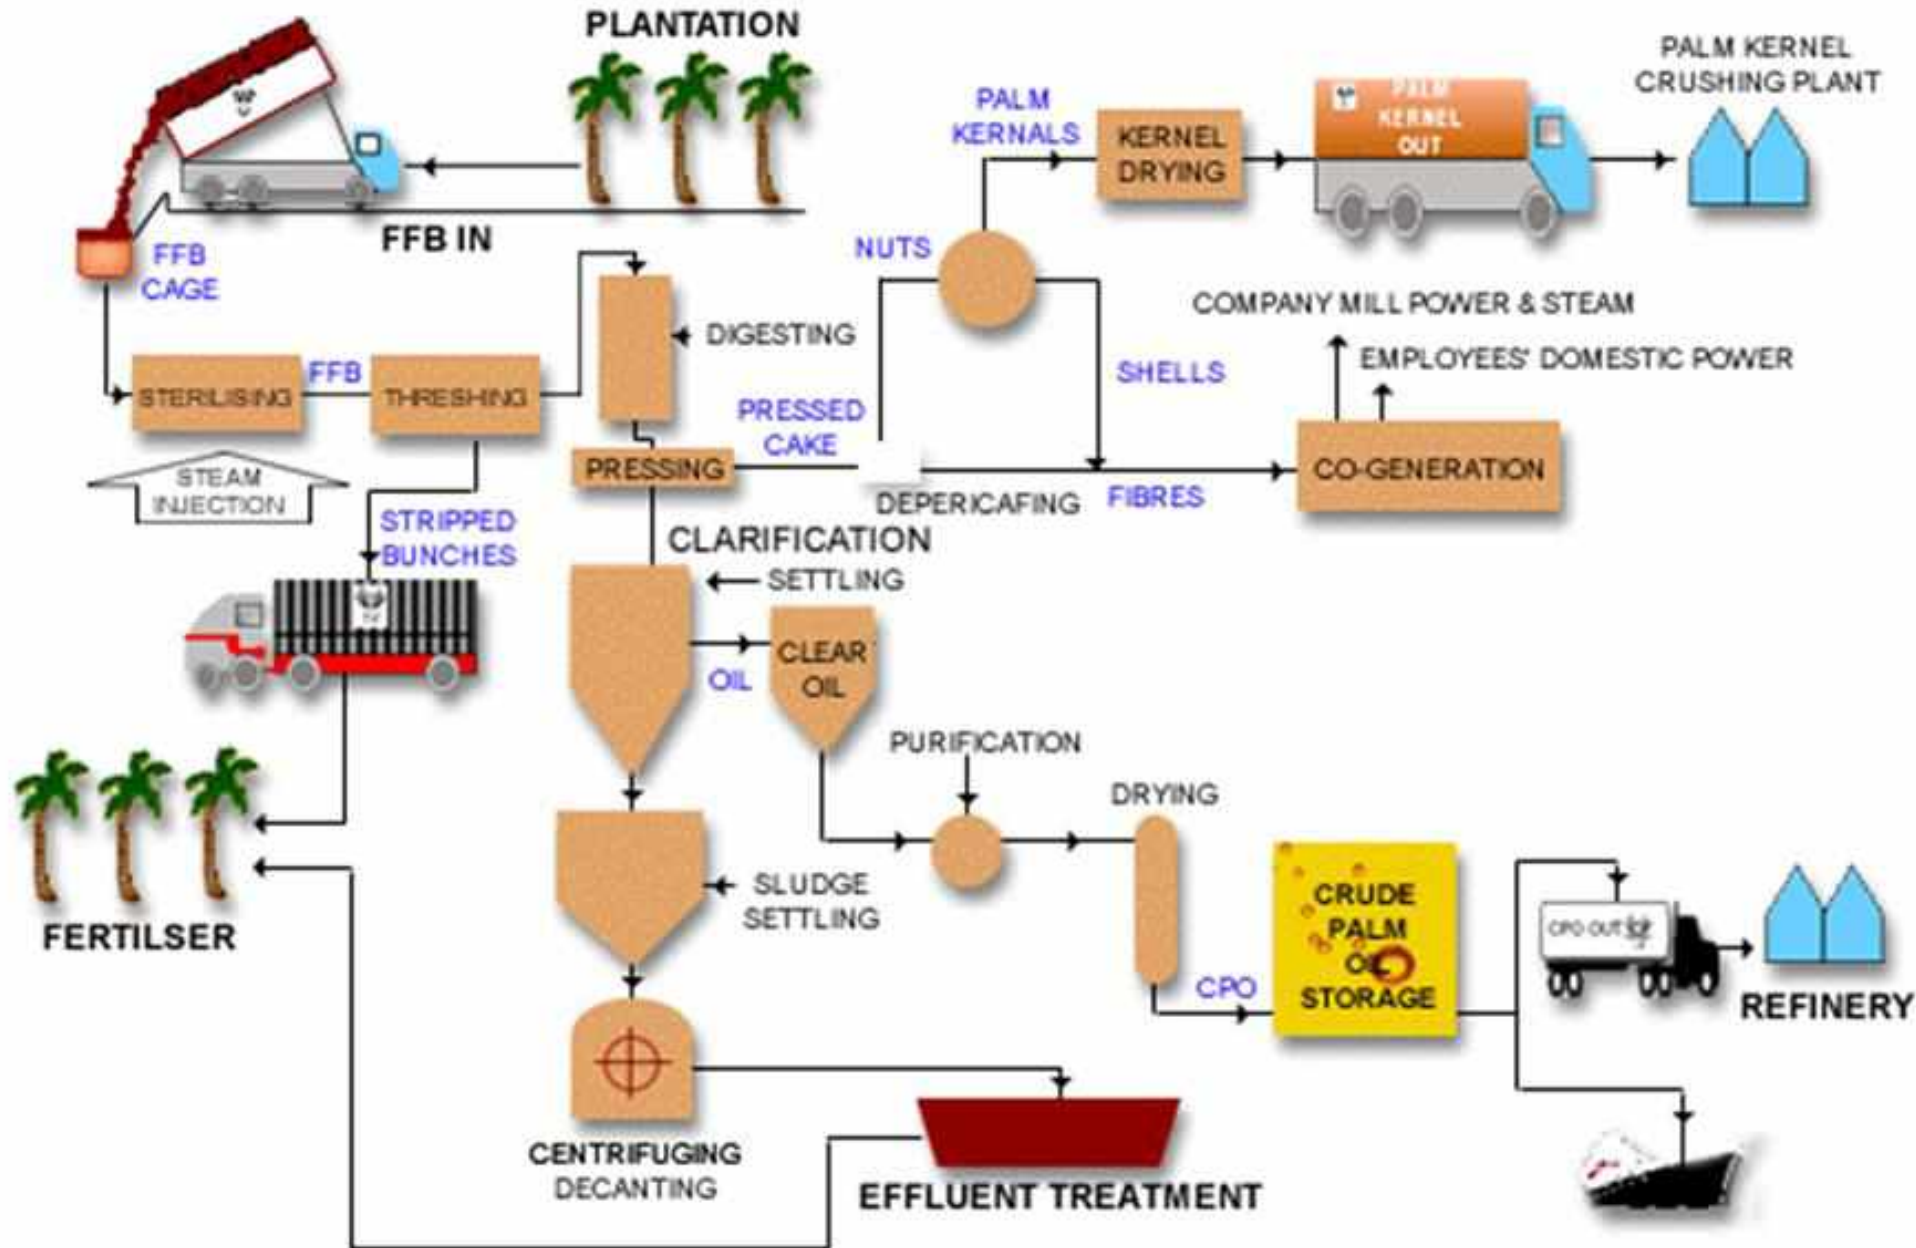 PLANTATION
FFB IN
FFB
CAGE
STERILISING
FFB
THRESHING
STEAM
INJECTION
STRIPPED
BUNCHES
DIGESTING
PRESSING
PRESSED
CAKE
DEPERICAFING
NUTS
PALM
KERNALS
KERNEL
DRYING
PALM
KERNEL
OUT
PALM KERNEL
CRUSHING PLANT
SHELLS
FIBRES
COMPANY MILL POWER & STEAM
EMPLOYEES' DOMESTIC POWER
CO-GENERATION
CLARIFICATION
SETTLING
OIL
CLEAR
OIL
PURIFICATION
DRYING
SLUDGE
SETTLING
CENTRIFUGING
DECANTING
EFFLUENT TREATMENT
FERTILSER
CPO
CRUDE
PALM
OIL
STORAGE
CPO OUT
REFINERY